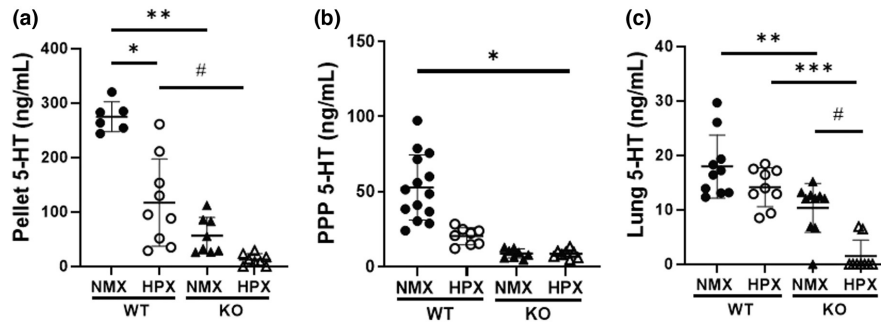 (a)
Pellet 5-HT (ng/mL)
400
300
200
100
0
**
*
#
NMX HPX NMX HPX
WT KO
(b)
PPP 5-HT (ng/mL)
150
100
50
0
*
NMX HPX NMX HPX
WT KO
(c)
Lung 5-HT (ng/mL)
40
30
20
10
0
**
***
#
NMX HPX NMX HPX
WT KO